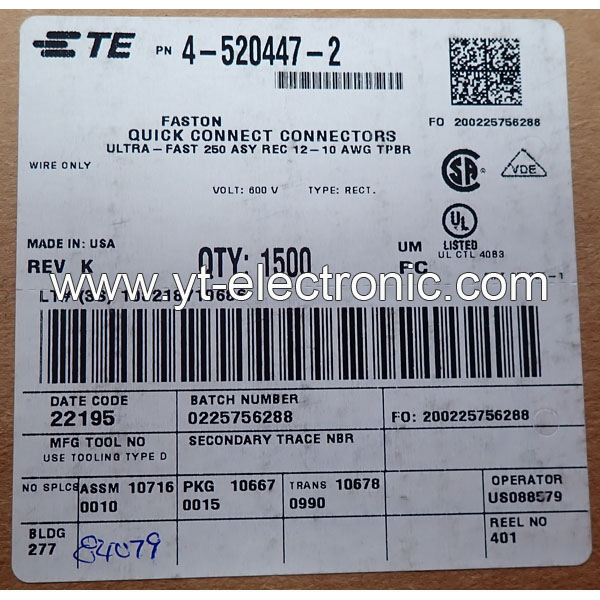 TE PN 4-520447-2
FASTON
QUICK CONNECT CONNECTORS
ULTRA-FAST 250 ASY REC 12-10 AWG TPBR
FO 200225756288
WIRE ONLY
VOLT: 600 V TYPE: RECT.
SA VDE
UL
LISTED
UL CTL 4083
MADE IN: USA
REV K QTY: 1500 UM
PC
-1
www.yt-electronic.com
DATE CODE BATCH NUMBER
22195 0225756288 FO: 200225756288
MFG TOOL NO SECONDARY TRACE NBR
USE TOOLING TYPE D
NO SPLCS ASSM 10716 PKG 10667 TRANS 10678 OPERATOR
0010 0015 0990 US088579
BLDG REEL NO
277 84079 401